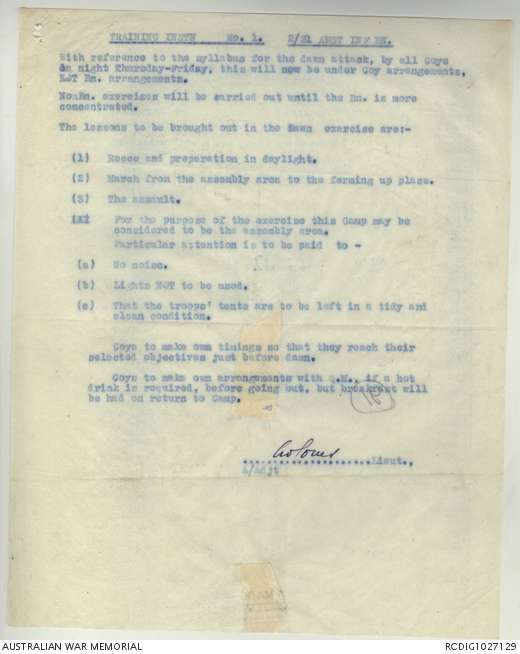 TRAINING INSTN No. 1. 2/21 AUST INF BN.
With reference to the syllabus for the dawn attack, by all Coys
on night Thursday-Friday, this will now be under Coy arrangements,
NOT Bn. arrangements.
No Bn. exercises will be carried out until the Bn. is more
concentrated.
The lessons to be brought out in the dawn exercise are:-
(1) Recce and preparation in daylight.
(2) March from the assembly area to the forming up place.
(3) The assault.
For the purpose of the exercise this Camp may be
considered to be the assembly area.
Particular attention is to be paid to -
(a) No noise.
(b) Lights NOT to be used.
(c) That the troops' tents are to be left in a tidy and
clean condition.
Coys to make own timings so that they reach their
selected objectives just before dawn.
Coys to make own arrangements with Q.M., if a hot
drink is required, before going out, but breakfast will
be had on return to Camp.
....................Lieut.,
A/Adjt
AUSTRALIAN WAR MEMORIAL
RCDIG1027129